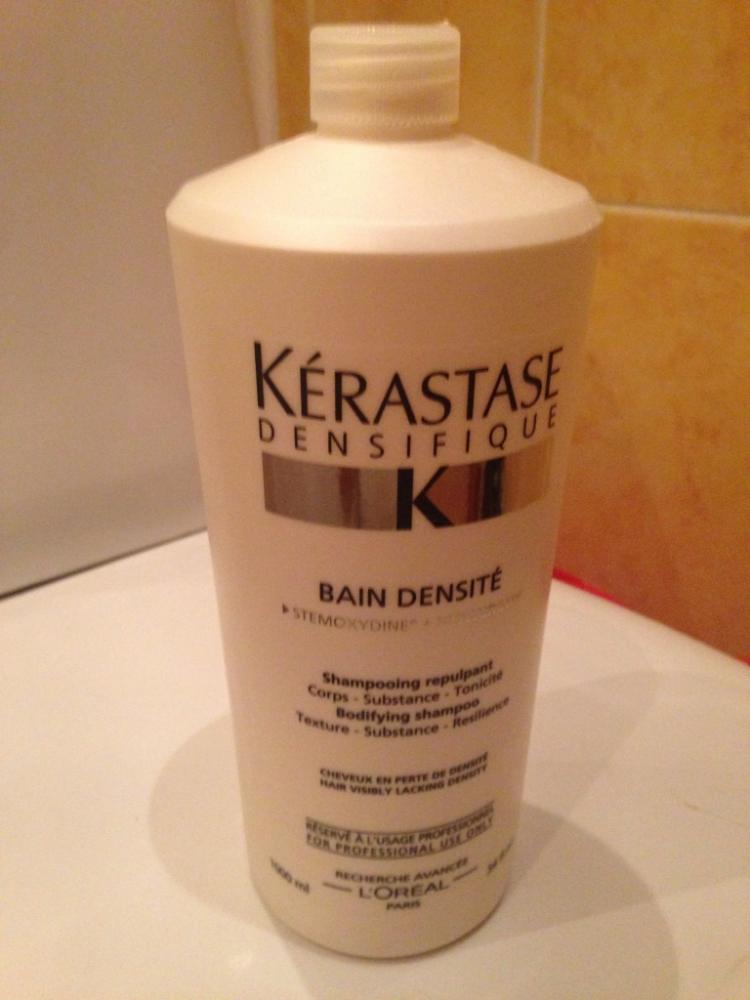 KÉRASTASE
DENSIFIQUE
K
BAIN DENSITÉ
STEMOXYDINE® +
Shampooing repulpant
Corps - Substance - Tonicité
Bodifying shampoo
Texture - Substance - Resilience
CHEVEUX EN PERTE DE DENSITÉ
HAIR VISIBLY LACKING DENSITY
RÉSERVÉ À L'USAGE PROFESSIONNEL
FOR PROFESSIONAL USE ONLY
1000 ml
RECHERCHE AVANCÉE
L'ORÉAL
PARIS